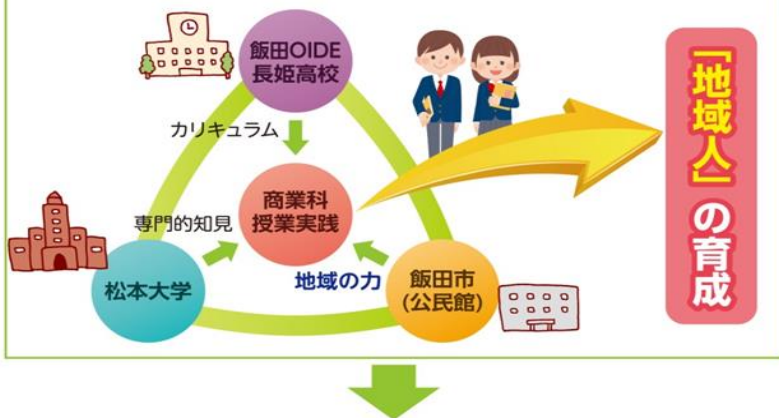 飯田OIDE
長姫高校
カリキュラム
商業科
授業実践
専門的知見
松本大学
地域の力
飯田市
(公民館)
「地域人」の育成